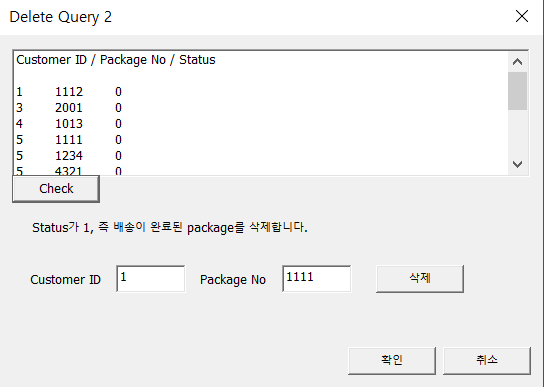 Delete Query 2
Customer ID / Package No / Status
1 1112 0
3 2001 0
4 1013 0
5 1111 0
5 1234 0
5 4321 0
Check
Status가 1, 즉 배송이 완료된 package를 삭제합니다.
Customer ID 1 Package No 1111 삭제
확인 취소